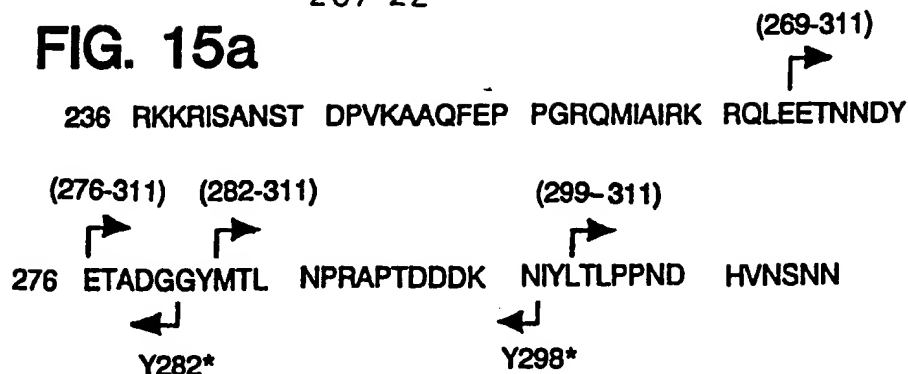 FIG. 15a
(269-311)
236 RKKRISANST DPVKAAQFEP PGRQMIAIRK RQLEETNNDY
(276-311) (282-311) (299-311)
276 ETADGGYMTL NPRAPTDDDK NIYLTLPPND HVNSNN
Y282* Y298*